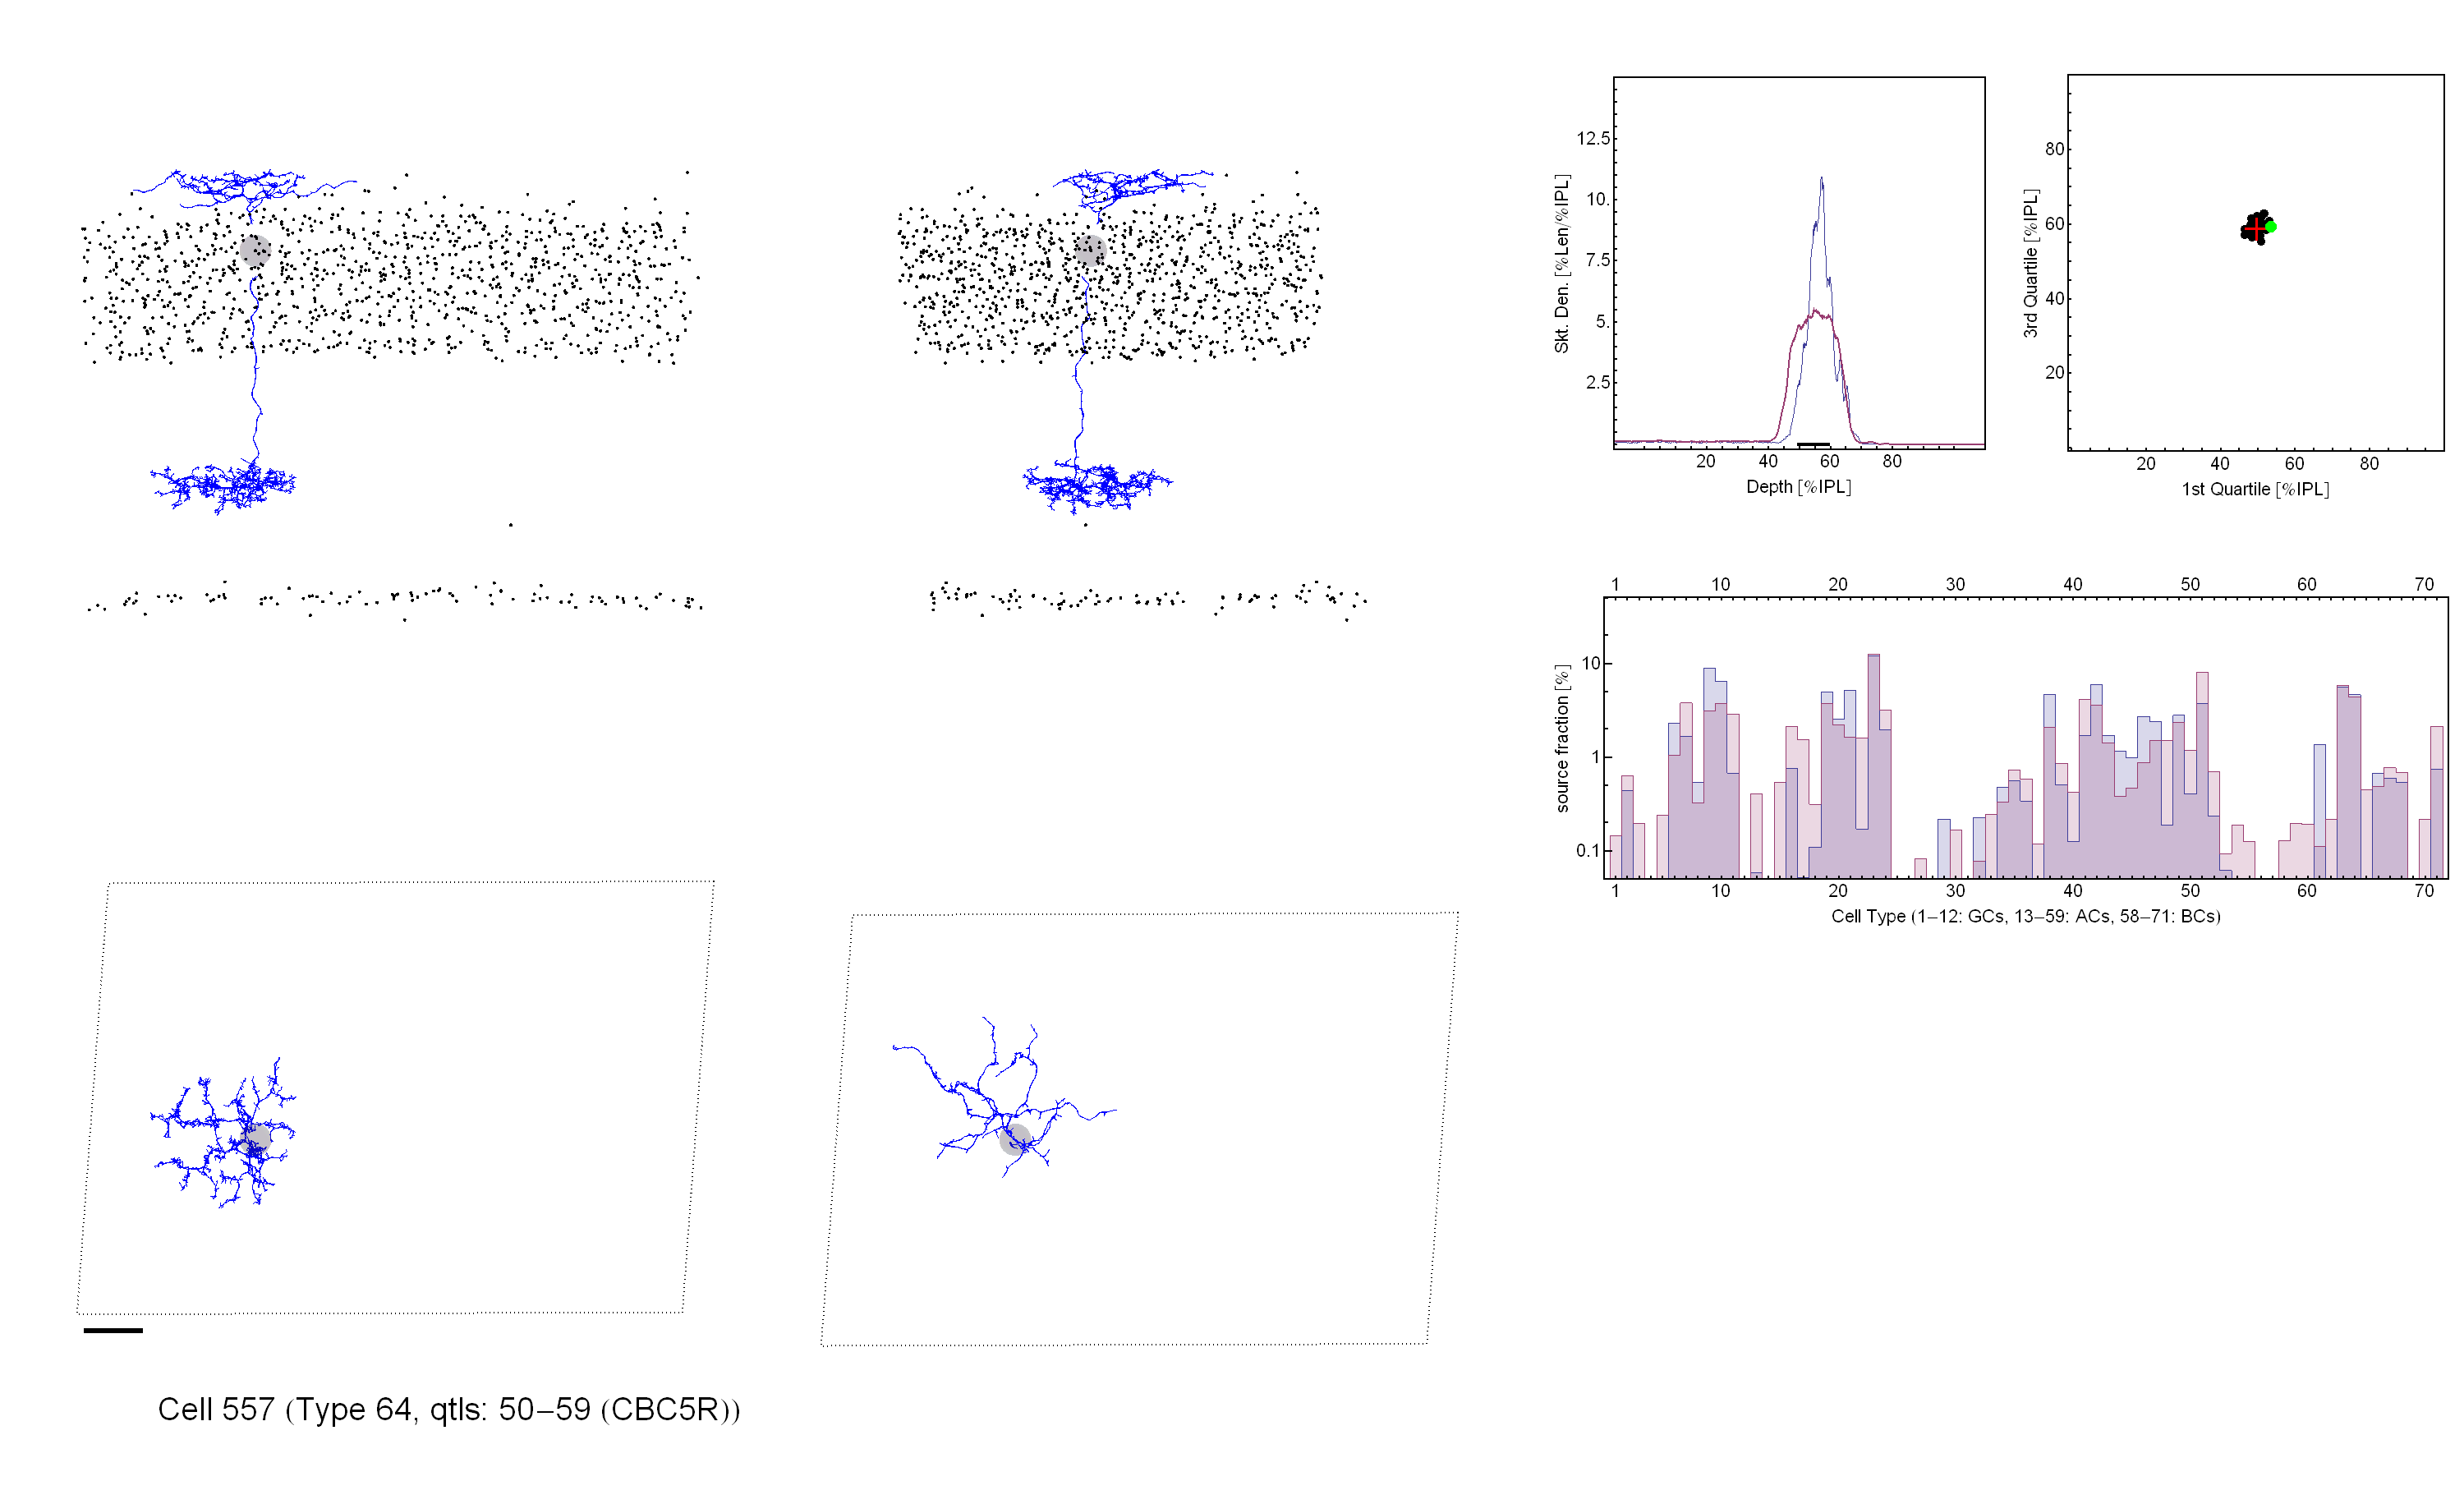 12.5
10.
7.5
5.
2.5
Skt. Den. [%Len/%IPL]
20 40 60 80
Depth [%IPL]
80
60
40
20
3rd Quartile [%IPL]
20 40 60 80
1st Quartile [%IPL]
1 10 20 30 40 50 60 70
10
1
0.1
source fraction [%]
1 10 20 30 40 50 60 70
Cell Type (1–12: GCs, 13–59: ACs, 58–71: BCs)
Cell 557 (Type 64, qtls: 50–59 (CBC5R))